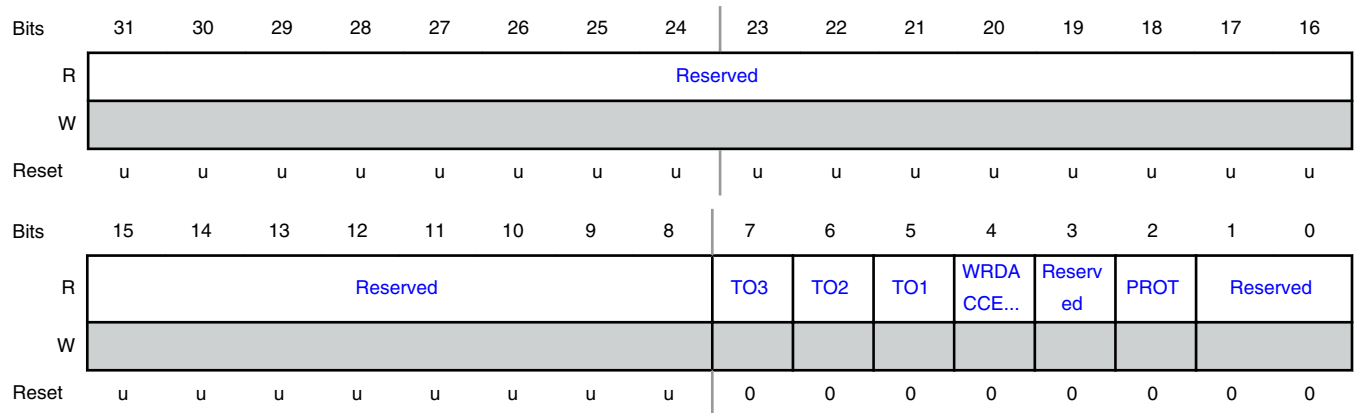 Bits 31 30 29 28 27 26 25 24 23 22 21 20 19 18 17 16
R Reserved
W
Reset u u u u u u u u u u u u u u u u
Bits 15 14 13 12 11 10 9 8 7 6 5 4 3 2 1 0
R Reserved TO3 TO2 TO1 WRDA CCE... Reserv ed PROT Reserved
W
Reset u u u u u u u u 0 0 0 0 0 0 0 0